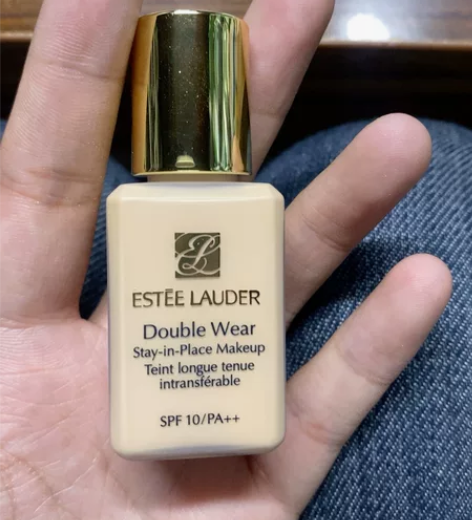 ESTĒE LAUDER
Double Wear
Stay-in-Place Makeup
Teint longue tenue
intransférable
SPF 10/PA++